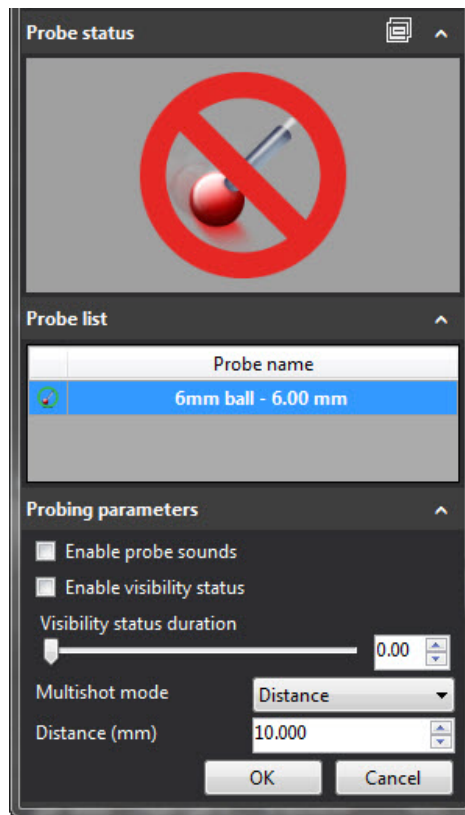 Probe status
Probe list
Probe name
6mm ball - 6.00 mm
Probing parameters
Enable probe sounds
Enable visibility status
Visibility status duration
0.00
Multishot mode
Distance
Distance (mm)
10.000
OK
Cancel